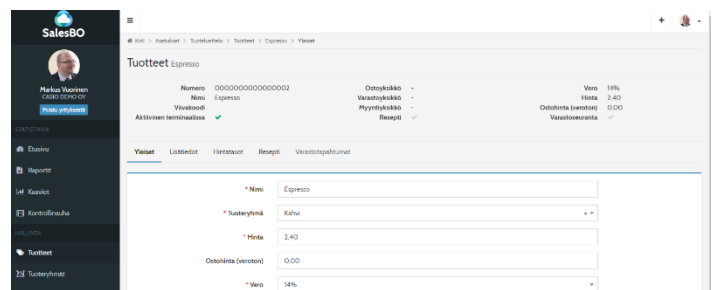 SalesBO
Markus Vuorinen
CASIO DEMO OY
Poistu yrityksestä
STATISTIIKKA
Etusivu
Raportit
Kaaviot
Kontrollinauha
HALLINTA
Tuotteet
Tuoteryhmät
Koti > Asetukset > Tuoteluettelo > Tuotteet > Espresso > Yleiset
Tuotteet Espresso
Numero 0000000000000002 Ostoyksikkö - Vero 14%
Nimi Espresso Varastoyksikkö - Hinta 2,40
Viivakoodi Myyntiyksikkö - Ostohinta (veroton) 0,00
Aktiivinen terminaalissa Resepti Varastoseuranta
Yleiset Lisätiedot Hintatasot Resepti Varastotapahtumat
* Nimi Espresso
* Tuoteryhmä Kahvi
* Hinta 2,40
Ostohinta (veroton) 0,00
* Vero 14%